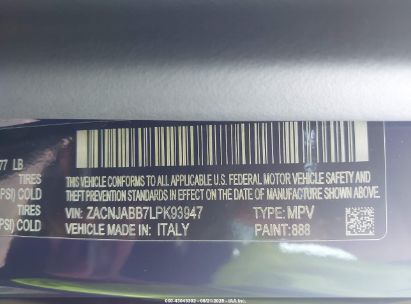 77 LB
TIRES
PSI) COLD
TIRES
PSI) COLD
THIS VEHICLE CONFORMS TO ALL APPLICABLE U.S. FEDERAL MOTOR VEHICLE SAFETY AND
THEFT PREVENTION STANDARDS IN EFFECT ON THE DATE OF MANUFACTURE SHOWN ABOVE.
VIN: ZACNJABB7LPK93947 TYPE: MPV
VEHICLE MADE IN: ITALY PAINT: 888